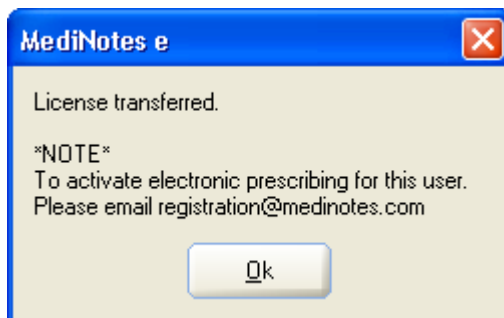 MediNotes e
License transferred.
*NOTE*
To activate electronic prescribing for this user.
Please email registration@medinotes.com
Ok